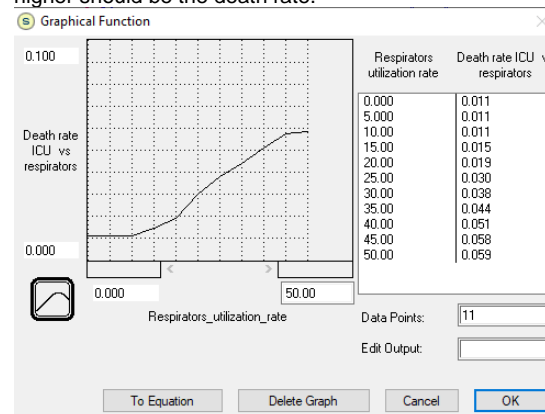 higher should be the death rate.
S Graphical Function
0.100
Death rate
ICU vs
respirators
0.000
0.000
50.00
Respirators_utilization_rate
Respirators
utilization rate
Death rate ICU v
respirators
0.000 0.011
5.000 0.011
10.00 0.011
15.00 0.015
20.00 0.019
25.00 0.030
30.00 0.038
35.00 0.044
40.00 0.051
45.00 0.058
50.00 0.059
Data Points: 11
Edit Output:
To Equation
Delete Graph
Cancel
OK